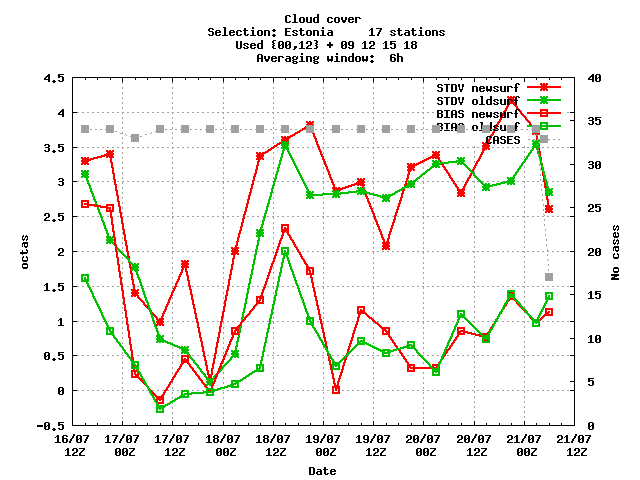 Cloud cover
Selection: Estonia     17 stations
Used {00,12} + 09 12 15 18
Averaging window:  6h
STDV newsurf
STDV oldsurf
BIAS newsurf
BIAS oldsurf
CASES
4.5
4
3.5
3
2.5
2
1.5
1
0.5
0
-0.5
octas
40
35
30
25
20
15
10
5
0
No cases
16/07 17/07 17/07 18/07 18/07 19/07 19/07 20/07 20/07 21/07 21/07
12Z 00Z 12Z 00Z 12Z 00Z 12Z 00Z 12Z 00Z 12Z
Date